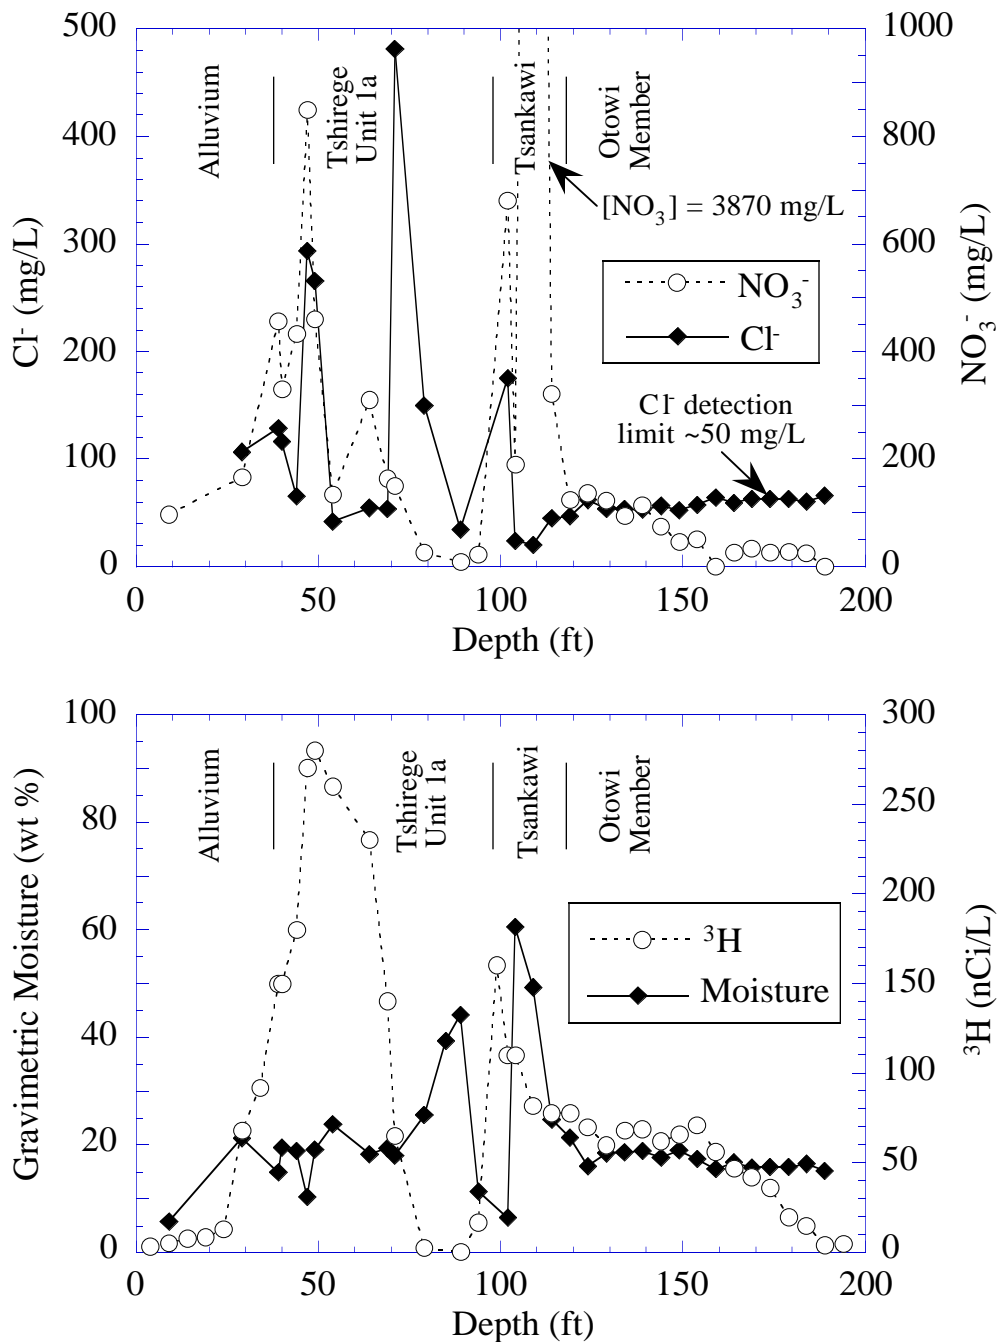 500
400
300
200
100
0
Cl⁻ (mg/L)
1000
800
600
400
200
0
NO₃⁻ (mg/L)
Alluvium
Tshirege
Unit 1a
Tsankawi
Otowi
Member
[NO₃] = 3870 mg/L
NO₃⁻
Cl⁻
Cl⁻ detection
limit ~50 mg/L
0 50 100 150 200
Depth (ft)
100
80
60
40
20
0
Gravimetric Moisture (wt %)
300
250
200
150
100
50
0
³H (nCi/L)
Alluvium
Tshirege
Unit 1a
Tsankawi
Otowi
Member
³H
Moisture
0 50 100 150 200
Depth (ft)